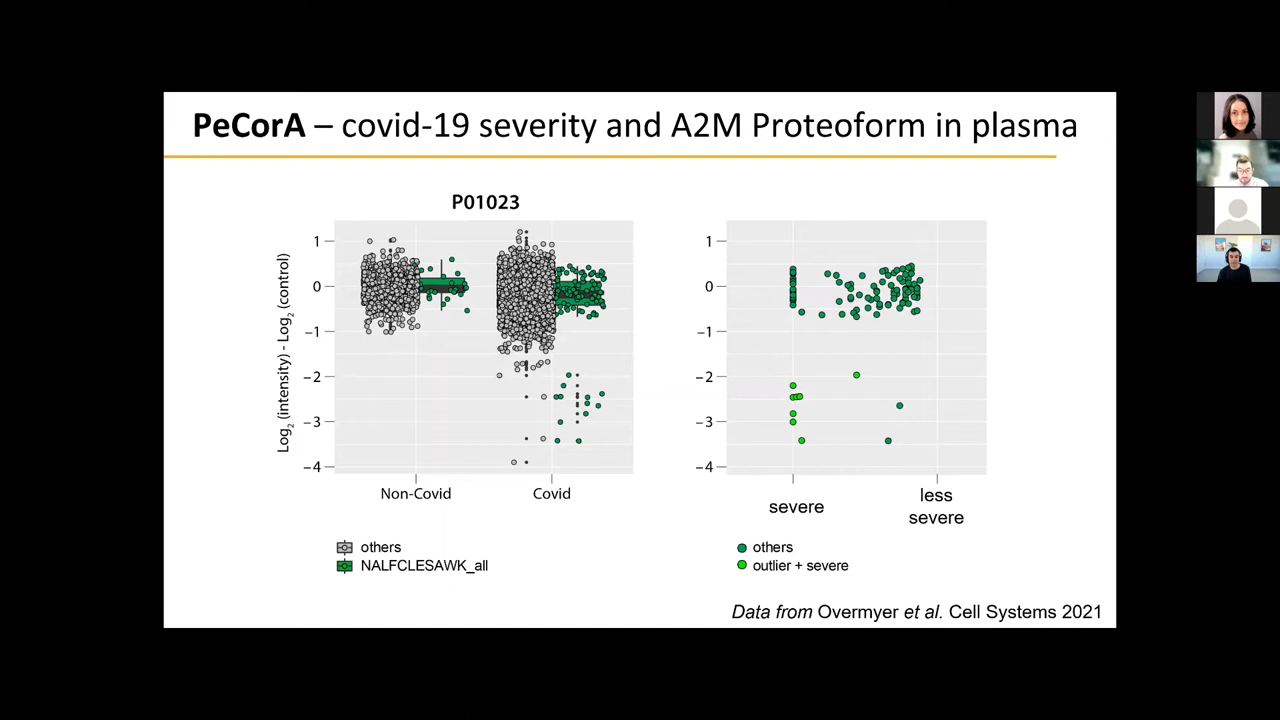 PeCorA – covid-19 severity and A2M Proteoform in plasma
P01023
Log2 (intensity) - Log2 (control)
1
0
−1
−2
−3
−4
Non-Covid
Covid
others
NALFCLESAWK_all
1
0
−1
−2
−3
−4
severe
less
severe
others
outlier + severe
Data from Overmyer et al. Cell Systems 2021